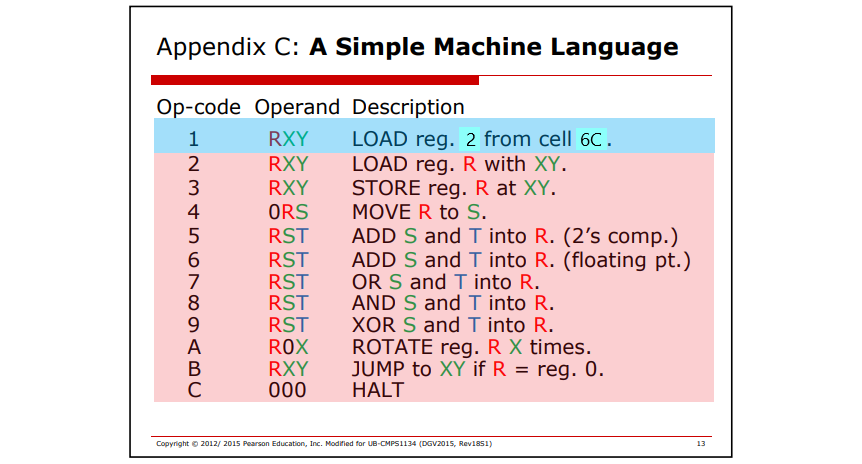 Appendix C: A Simple Machine Language
Op-code Operand Description
1 RXY LOAD reg. 2 from cell 6C.
2 RXY LOAD reg. R with XY.
3 RXY STORE reg. R at XY.
4 0RS MOVE R to S.
5 RST ADD S and T into R. (2's comp.)
6 RST ADD S and T into R. (floating pt.)
7 RST OR S and T into R.
8 RST AND S and T into R.
9 RST XOR S and T into R.
A R0X ROTATE reg. R X times.
B RXY JUMP to XY if R = reg. 0.
C 000 HALT
Copyright © 2012/ 2015 Pearson Education, Inc. Modified for UB-CMPS1134 (DGV2015, Rev18S1) 13